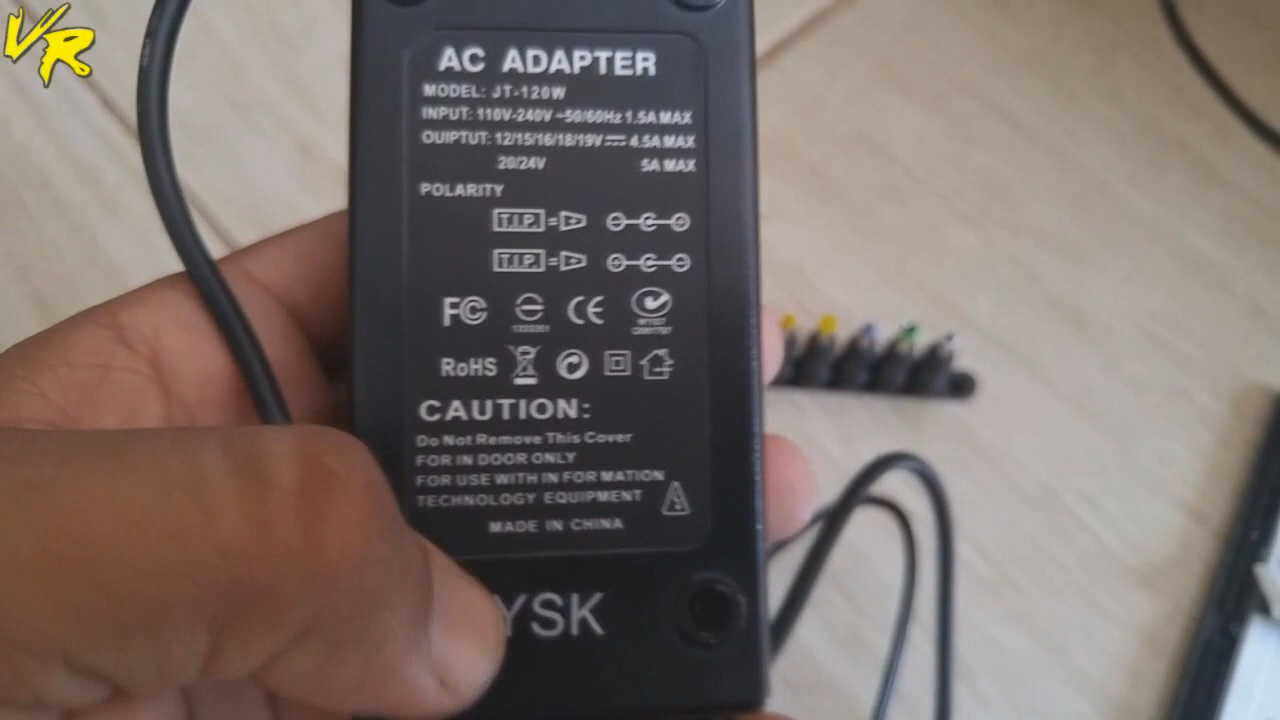 VR
AC ADAPTER
MODEL: JT-120W
INPUT: 110V-240V ~50/60Hz 1.5A MAX
OUIPTUT: 12/15/16/18/19V⎓4.5A MAX
20/24V 5A MAX
POLARITY
T.I.P.=
T.I.P.=
FC CE
RoHS
CAUTION:
Do Not Remove This Cover
FOR IN DOOR ONLY
FOR USE WITH IN FOR MATION
TECHNOLOGY EQUIPMENT
MADE IN CHINA
YSK